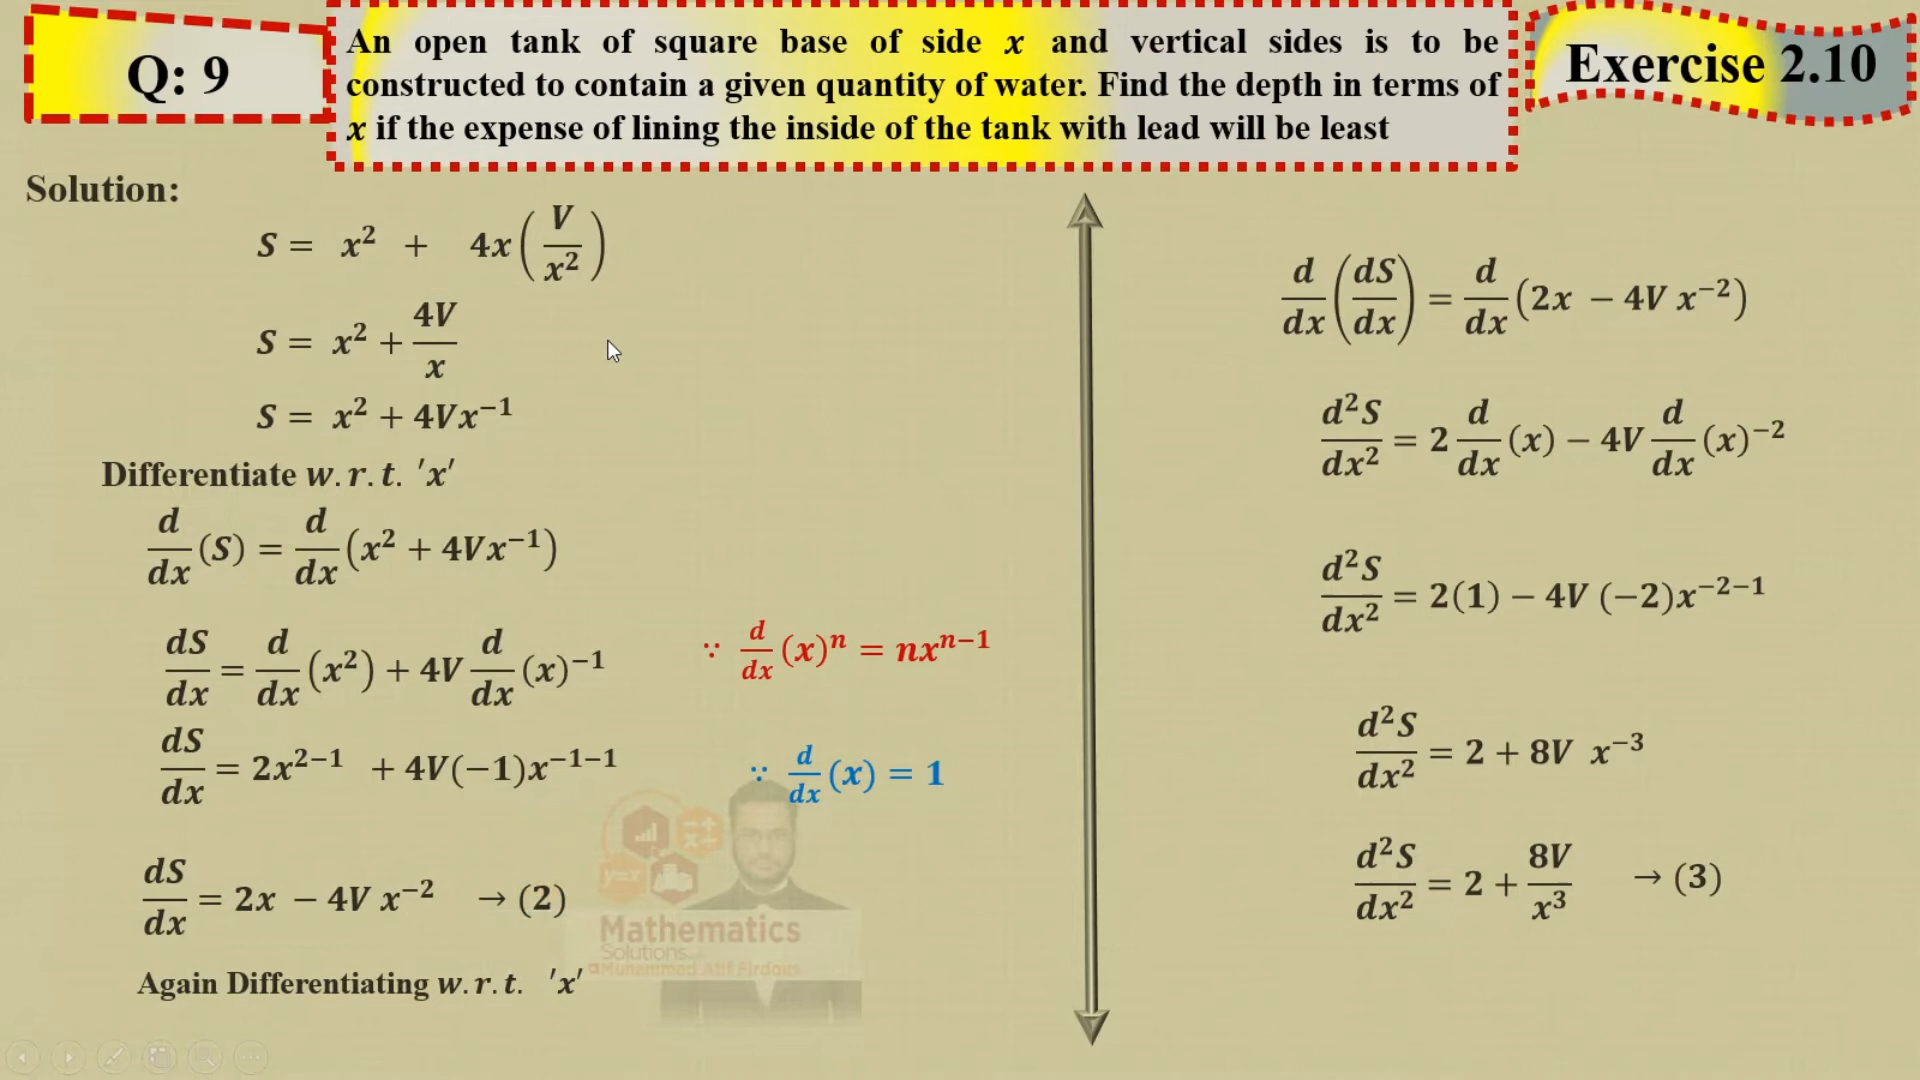 Q: 9
An open tank of square base of side x and vertical sides is to be
constructed to contain a given quantity of water. Find the depth in terms of
x if the expense of lining the inside of the tank with lead will be least
Exercise 2.10
Solution:
S = x² + 4x(V/x²)
S = x² + 4V/x
S = x² + 4Vx⁻¹
Differentiate w.r.t. 'x'
d/dx (S) = d/dx (x² + 4Vx⁻¹)
dS/dx = d/dx (x²) + 4V d/dx (x)⁻¹
∵ d/dx (x)ⁿ = nxⁿ⁻¹
dS/dx = 2x²⁻¹ + 4V(−1)x⁻¹⁻¹
∵ d/dx (x) = 1
dS/dx = 2x − 4V x⁻² → (2)
Again Differentiating w.r.t. 'x'
d/dx (dS/dx) = d/dx (2x − 4V x⁻²)
d²S/dx² = 2 d/dx (x) − 4V d/dx (x)⁻²
d²S/dx² = 2(1) − 4V (−2)x⁻²⁻¹
d²S/dx² = 2 + 8V x⁻³
d²S/dx² = 2 + 8V/x³ → (3)
y=x
Mathematics
Solutions
Muhammad Atif Firdous